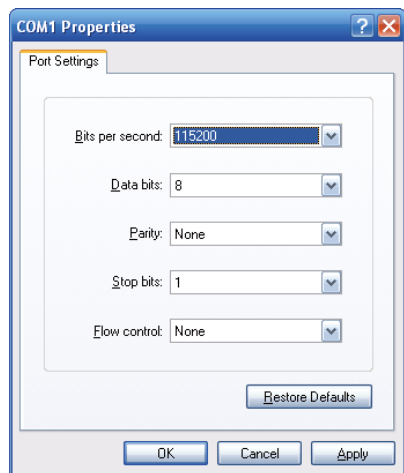 COM1 Properties
Port Settings
Bits per second: 115200
Data bits: 8
Parity: None
Stop bits: 1
Flow control: None
Restore Defaults
OK Cancel Apply